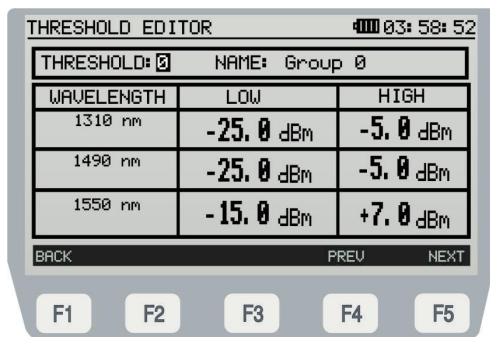 THRESHOLD EDITOR 03: 58: 52
THRESHOLD: 0 NAME: Group 0
WAVELENGTH LOW HIGH
1310 nm -25. 0 dBm -5. 0 dBm
1490 nm -25. 0 dBm -5. 0 dBm
1550 nm -15. 0 dBm +7. 0 dBm
BACK PREV NEXT
F1 F2 F3 F4 F5